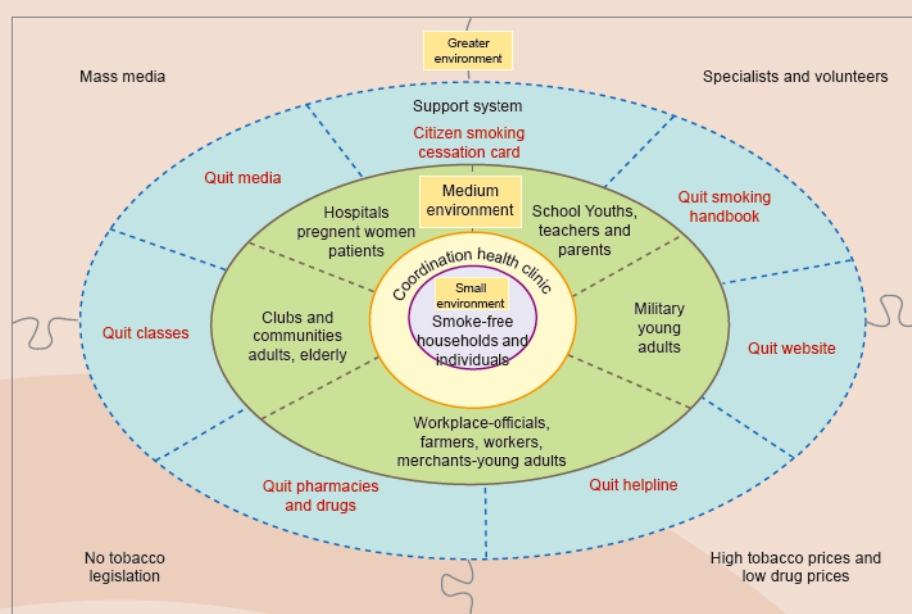 Greater
environment
Mass media
Specialists and volunteers
Support system
Citizen smoking
cessation card
Quit media
Quit smoking
handbook
Medium
environment
Hospitals
pregnent women
patients
School Youths,
teachers and
parents
Coordination health clinic
Small
environment
Smoke-free
households and
individuals
Clubs and
communities
adults, elderly
Military
young
adults
Quit classes
Quit website
Workplace-officials,
farmers, workers,
merchants-young adults
Quit pharmacies
and drugs
Quit helpline
No tobacco
legislation
High tobacco prices and
low drug prices